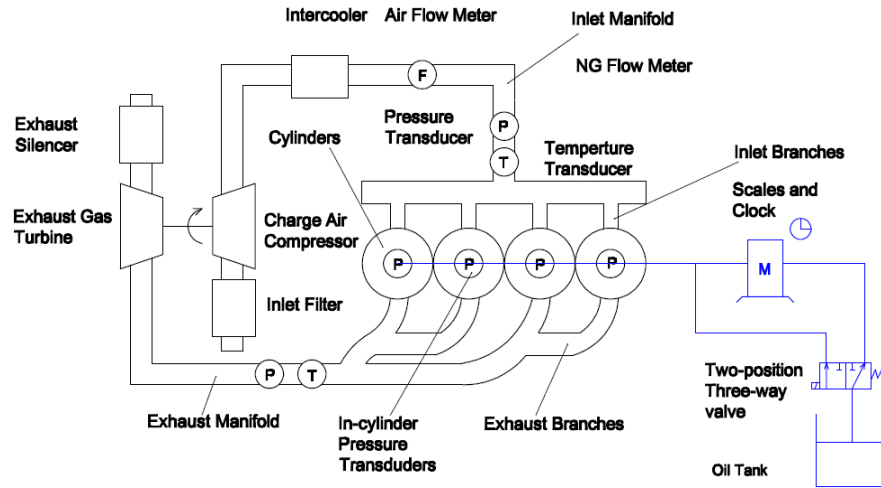 Intercooler
Air Flow Meter
Inlet Manifold
NG Flow Meter
F
Exhaust
Silencer
Pressure
Transducer
P
Cylinders
T
Temperture
Transducer
Inlet Branches
Scales and
Clock
Exhaust Gas
Turbine
Charge Air
Compressor
P
P
P
P
M
Inlet Filter
P
T
Two-position
Three-way
valve
Exhaust Manifold
In-cylinder
Pressure
Transduders
Exhaust Branches
Oil Tank